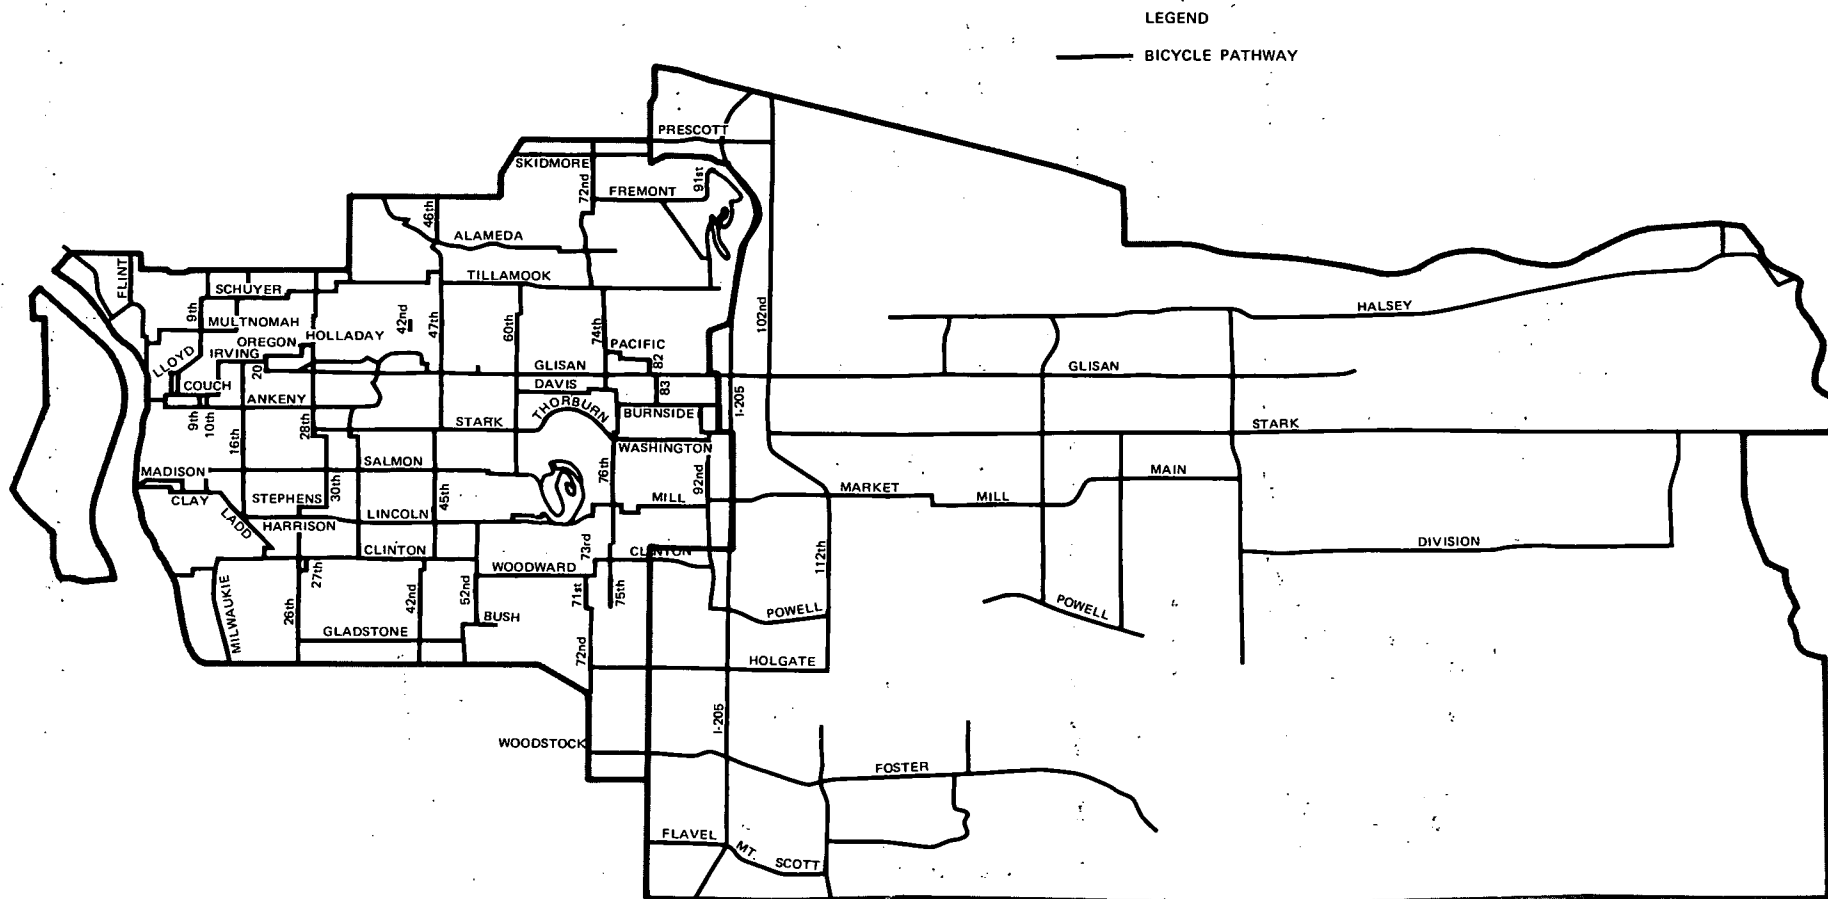 LEGEND
BICYCLE PATHWAY
PRESCOTT
SKIDMORE
72nd
FREMONT
91st
46th
ALAMEDA
FLINT
TILLAMOOK
SCHUYER
9th
MULTNOMAH
42nd
47th
60th
74th
102nd
HALSEY
OREGON
HOLLADAY
LLOYD
IRVING
20
PACIFIC
82
GLISAN
GLISAN
COUCH
DAVIS
83
ANKENY
THORBURN
BURNSIDE
I-205
9th
10th
16th
28th
STARK
STARK
WASHINGTON
MADISON
SALMON
76th
92nd
MAIN
CLAY
STEPHENS
30th
45th
MILL
MARKET
MILL
LADD
HARRISON
LINCOLN
CLINTON
73rd
CLINTON
112th
DIVISION
WOODWARD
MILWAUKIE
27th
26th
42nd
52nd
71st
75th
BUSH
POWELL
POWELL
GLADSTONE
72nd
HOLGATE
I-205
WOODSTOCK
FOSTER
FLAVEL
MT.
SCOTT